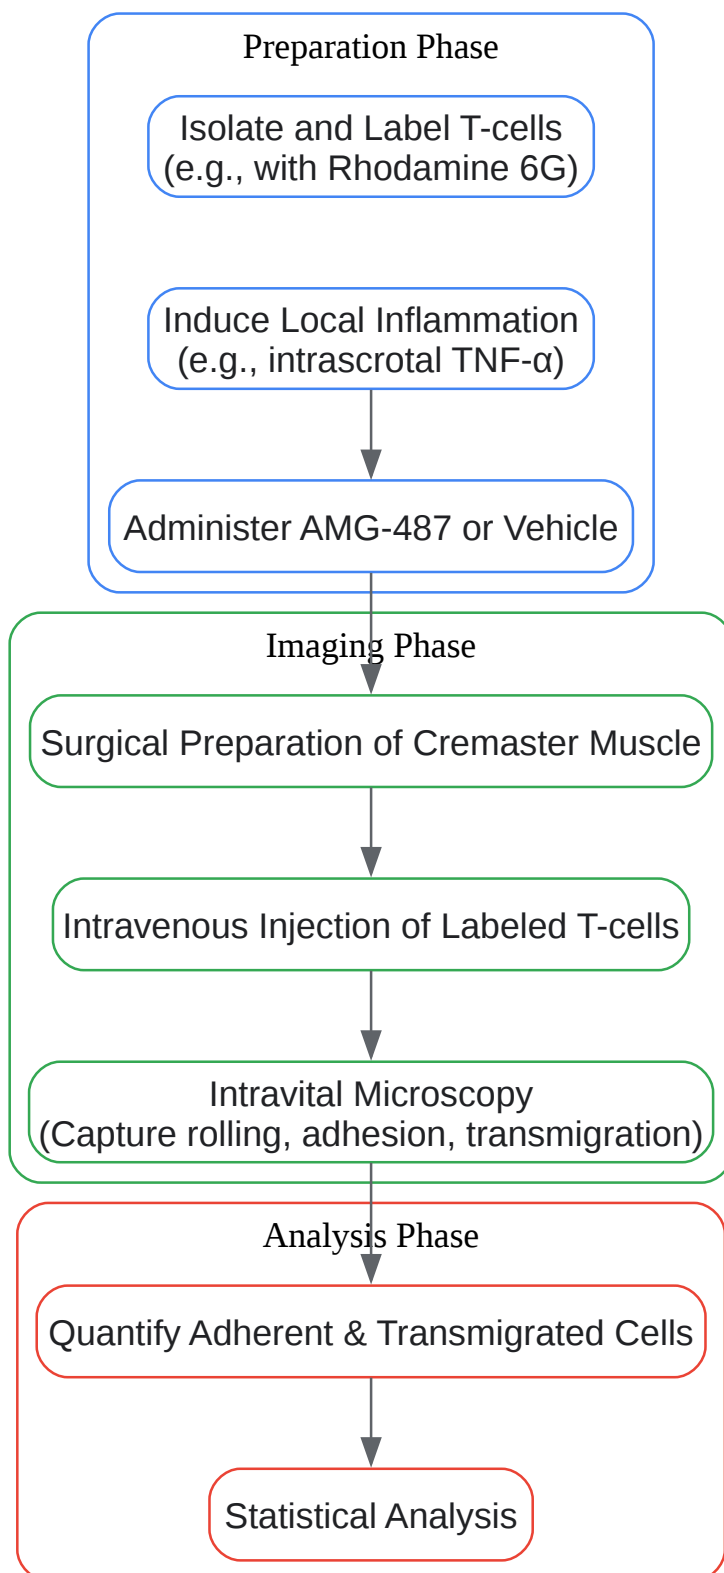 Preparation Phase
Isolate and Label T-cells
(e.g., with Rhodamine 6G)
Induce Local Inflammation
(e.g., intrascrotal TNF-α)
Administer AMG-487 or Vehicle
Imaging Phase
Surgical Preparation of Cremaster Muscle
Intravenous Injection of Labeled T-cells
Intravital Microscopy
(Capture rolling, adhesion, transmigration)
Analysis Phase
Quantify Adherent & Transmigrated Cells
Statistical Analysis